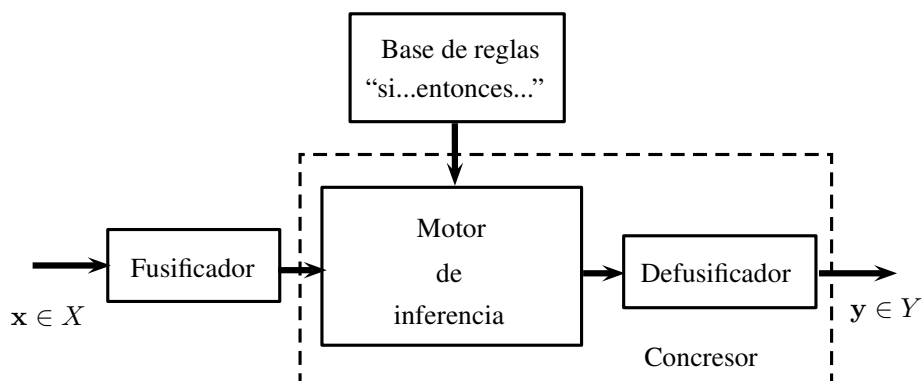 Base de reglas
“si...entonces...”
Motor
de
inferencia
Fusificador
Defusificador
x ∈ X
y ∈ Y
Concresor